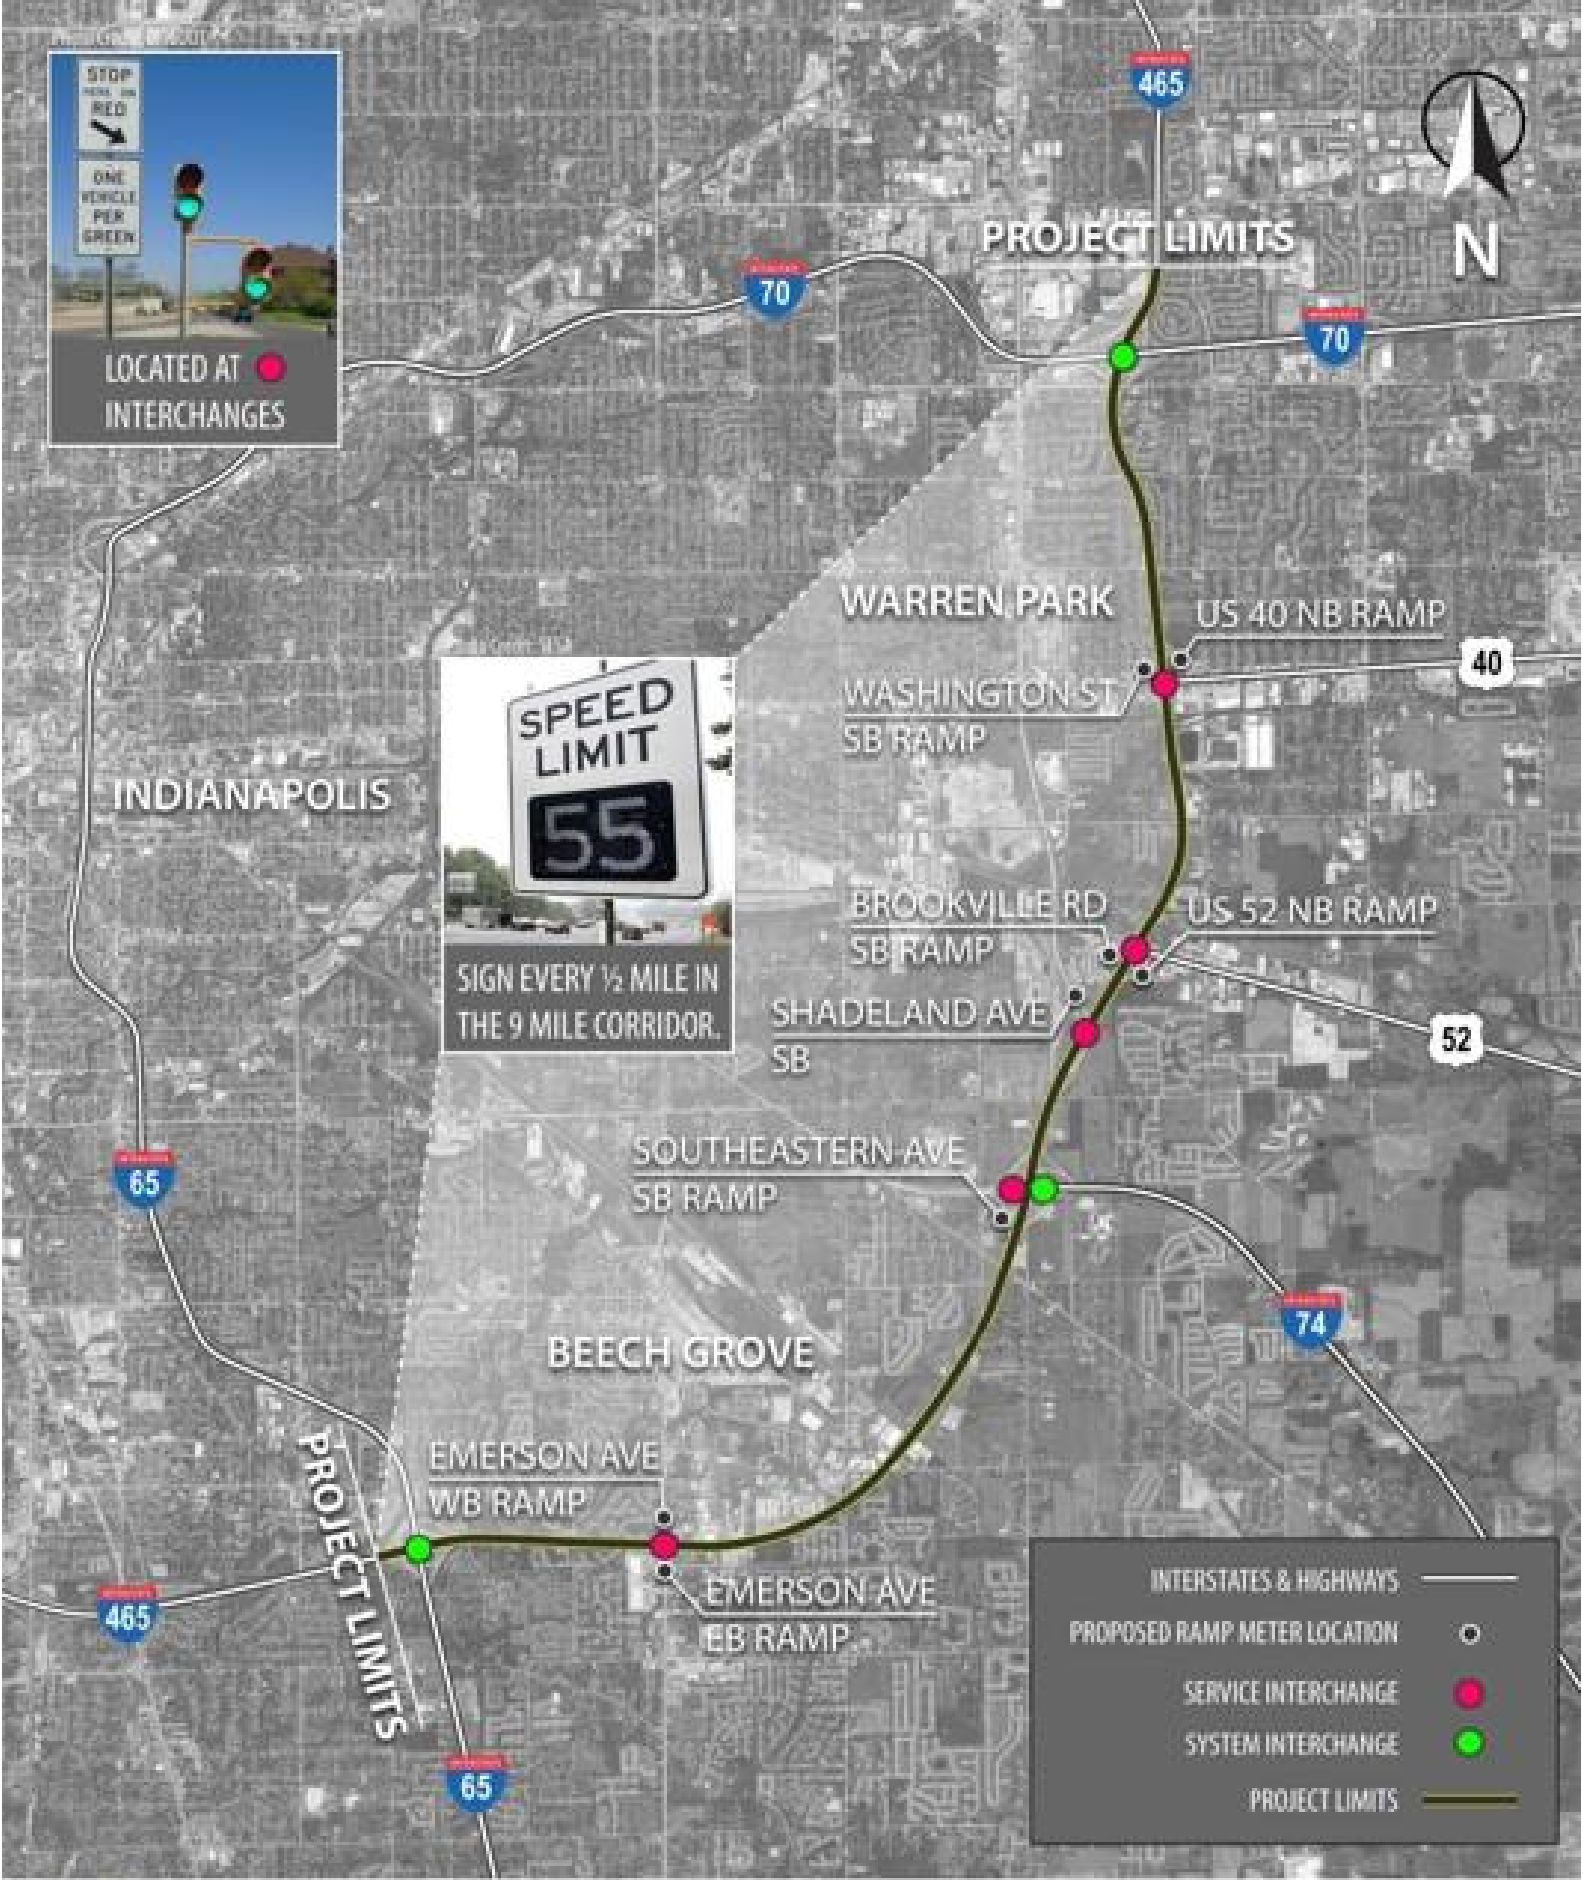 STOP
HERE ON
RED
ONE
VEHICLE
PER
GREEN
LOCATED AT
INTERCHANGES
465
N
PROJECT LIMITS
70
70
WARREN PARK
US 40 NB RAMP
40
WASHINGTON ST
SB RAMP
INDIANAPOLIS
SPEED
LIMIT
55
SIGN EVERY ½ MILE IN
THE 9 MILE CORRIDOR.
BROOKVILLE RD
SB RAMP
US 52 NB RAMP
SHADELAND AVE
SB
52
SOUTHEASTERN AVE
SB RAMP
65
74
BEECH GROVE
EMERSON AVE
WB RAMP
PROJECT LIMITS
465
EMERSON AVE
EB RAMP
65
INTERSTATES & HIGHWAYS
PROPOSED RAMP METER LOCATION
SERVICE INTERCHANGE
SYSTEM INTERCHANGE
PROJECT LIMITS